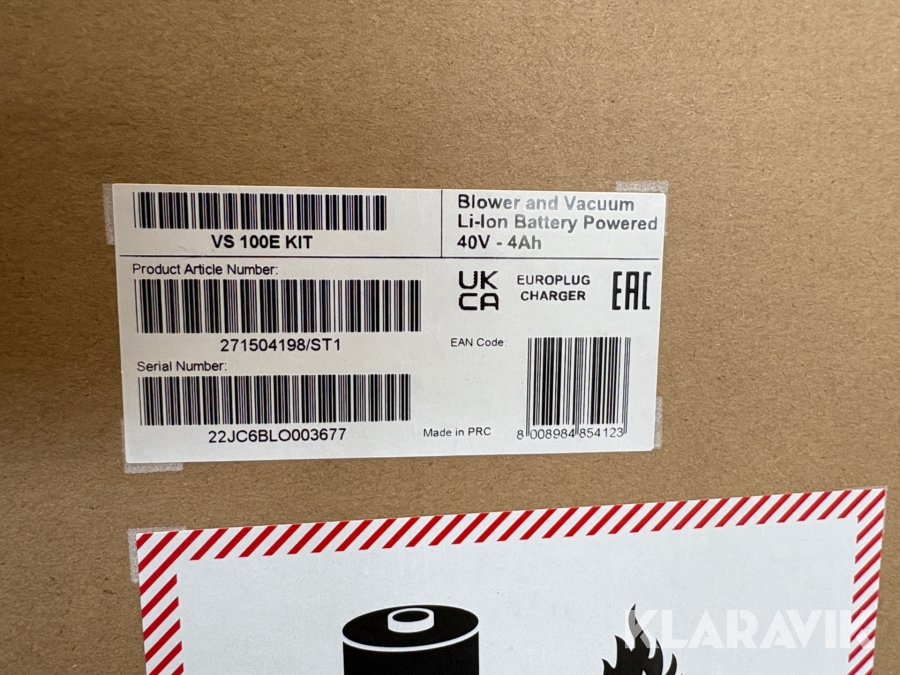 VS 100E KIT
Blower and Vacuum
Li-Ion Battery Powered
40V - 4Ah
Product Article Number:
271504198/ST1
UK
CA
EUROPLUG
CHARGER
EAC
EAN Code:
Serial Number:
22JC6BLO003677
Made in PRC
8 008984 854123
KLARAVIK